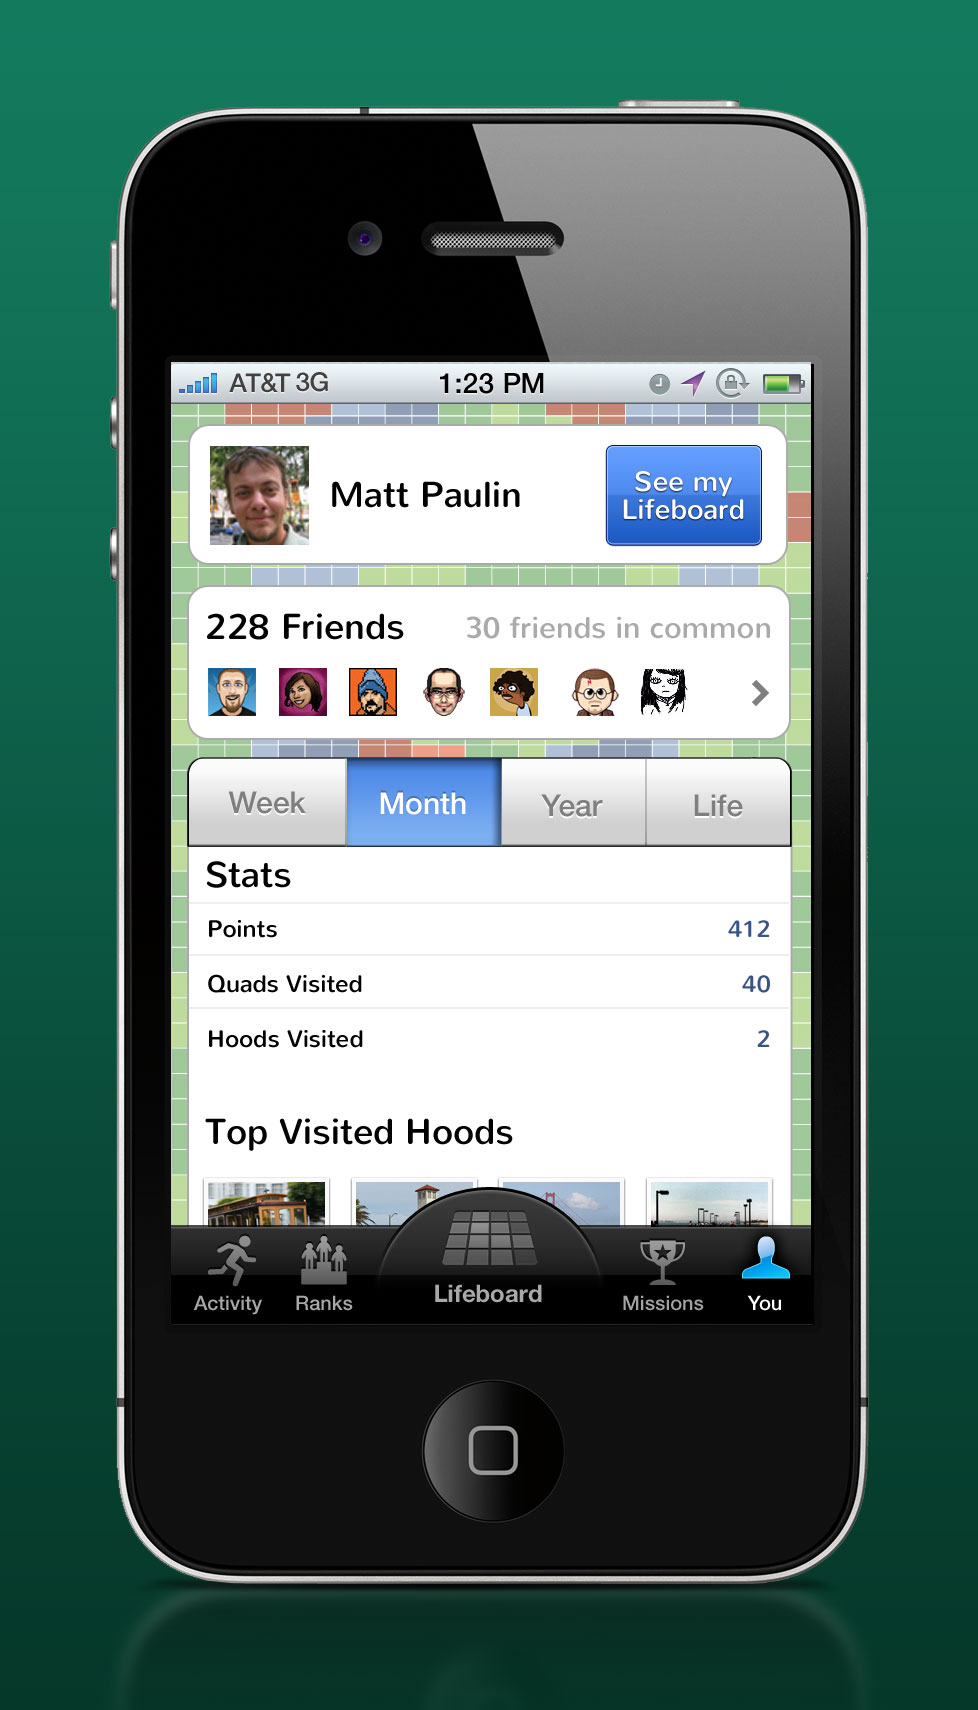 AT&T 3G 1:23 PM
Matt Paulin
See my
Lifeboard
228 Friends 30 friends in common
Week Month Year Life
Stats
Points 412
Quads Visited 40
Hoods Visited 2
Top Visited Hoods
Activity Ranks Lifeboard Missions You